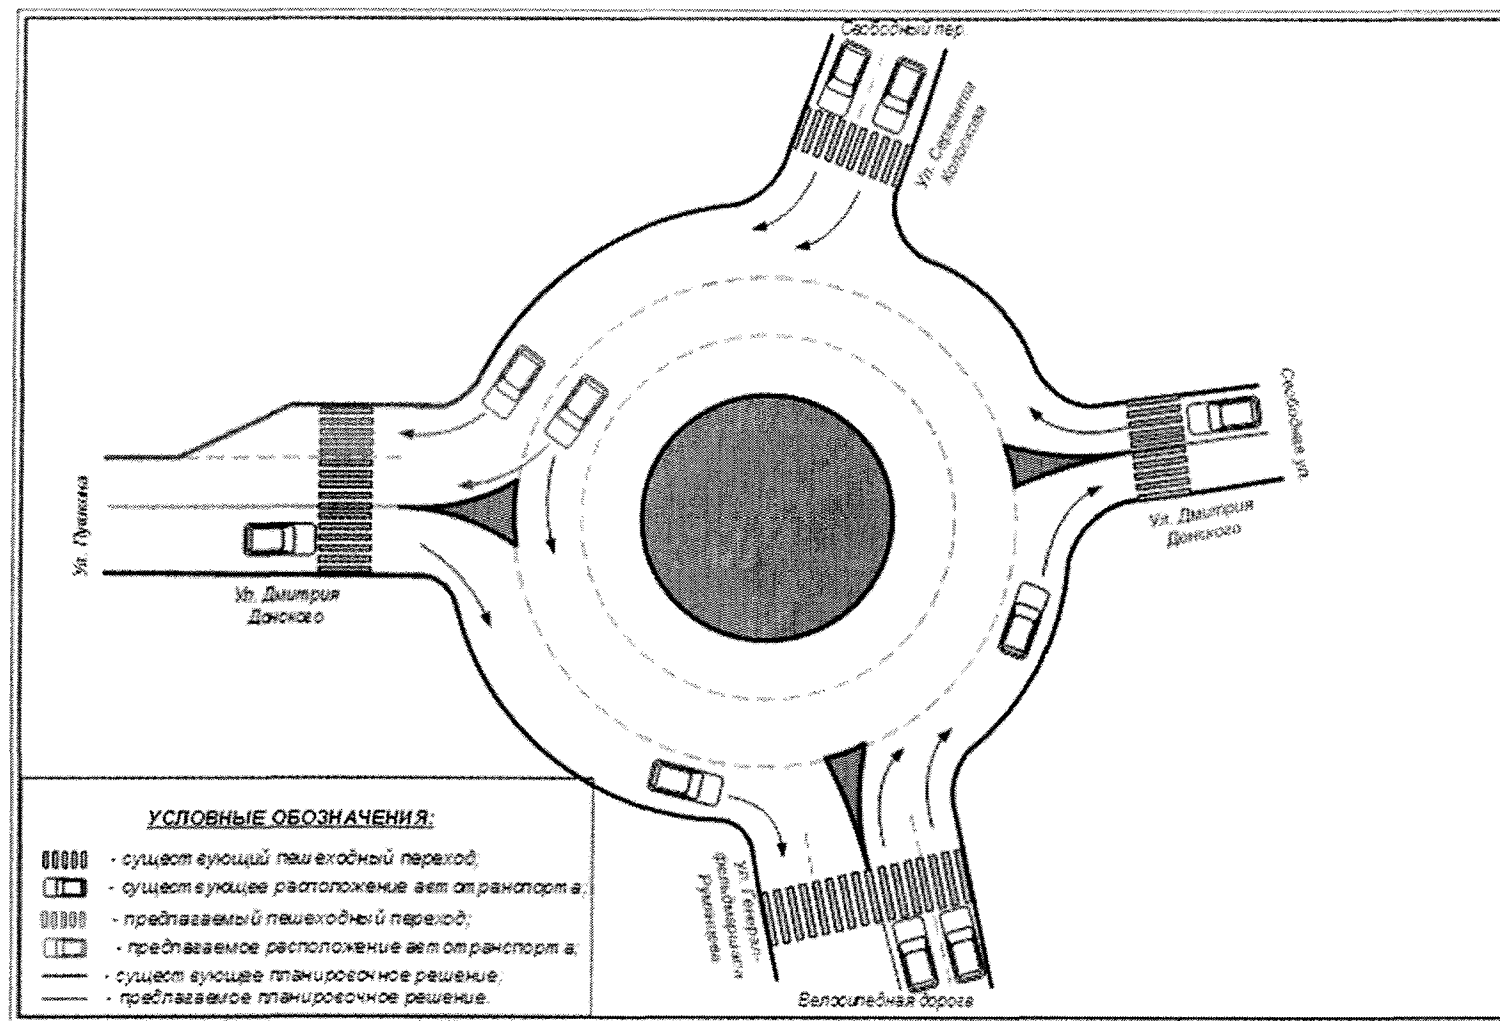 Свободный пер.
Ул. Сержанта
Колоскова
Свободная ул.
Ул. Дмитрия
Донского
Ул. Пушкина
Ул. Дмитрия
Донского
ул. Генерал-
фельдмаршала
Румянцева
Велосипедная дорога
УСЛОВНЫЕ ОБОЗНАЧЕНИЯ:
- существующий пешеходный переход;
- существующее расположение автотранспорта;
- предлагаемый пешеходный переход;
- предлагаемое расположение автотранспорта;
- существующее планировочное решение;
- предлагаемое планировочное решение.